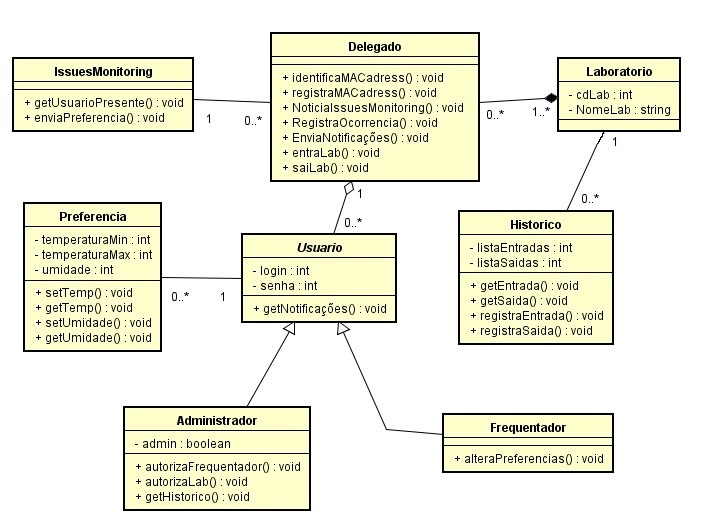 Delegado
+ identificaMACadress() : void
+ registraMACadress() : void
+ NoticiaIssuesMonitoring() : void
+ RegistraOcorrencia() : void
+ EnviaNotificações() : void
+ entraLab() : void
+ saiLab() : void
IssuesMonitoring
+ getUsuarioPresente() : void
+ enviaPreferencia() : void
1
0..*
Laboratorio
- cdLab : int
- NomeLab : string
0..*
1..*
1
0..*
1
0..*
Preferencia
- temperaturaMin : int
- temperaturaMax : int
- umidade : int
+ setTemp() : void
+ getTemp() : void
+ setUmidade() : void
+ getUmidade() : void
0..*
1
Usuario
- login : int
- senha : int
+ getNotificações() : void
Historico
- listaEntradas : int
- listaSaidas : int
+ getEntrada() : void
+ getSaida() : void
+ registraEntrada() : void
+ registraSaida() : void
Administrador
- admin : boolean
+ autorizaFrequentador() : void
+ autorizaLab() : void
+ getHistorico() : void
Frequentador
+ alteraPreferencias() : void